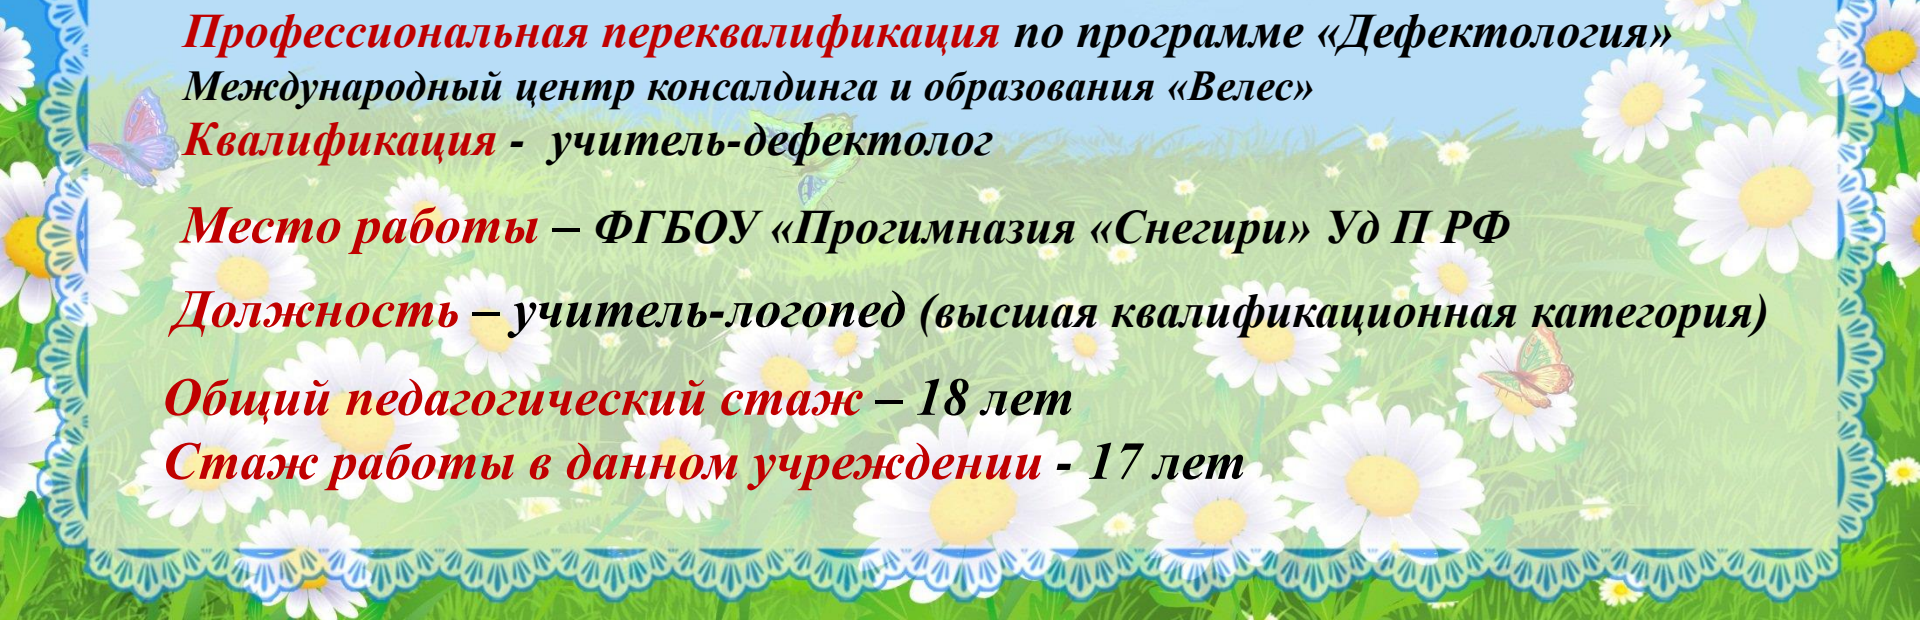 Профессиональная переквалификация по программе «Дефектология»
Международный центр консалдинга и образования «Велес»
Квалификация - учитель-дефектолог
Место работы – ФГБОУ «Прогимназия «Снегири» Уд П РФ
Должность – учитель-логопед (высшая квалификационная категория)
Общий педагогический стаж – 18 лет
Стаж работы в данном учреждении - 17 лет